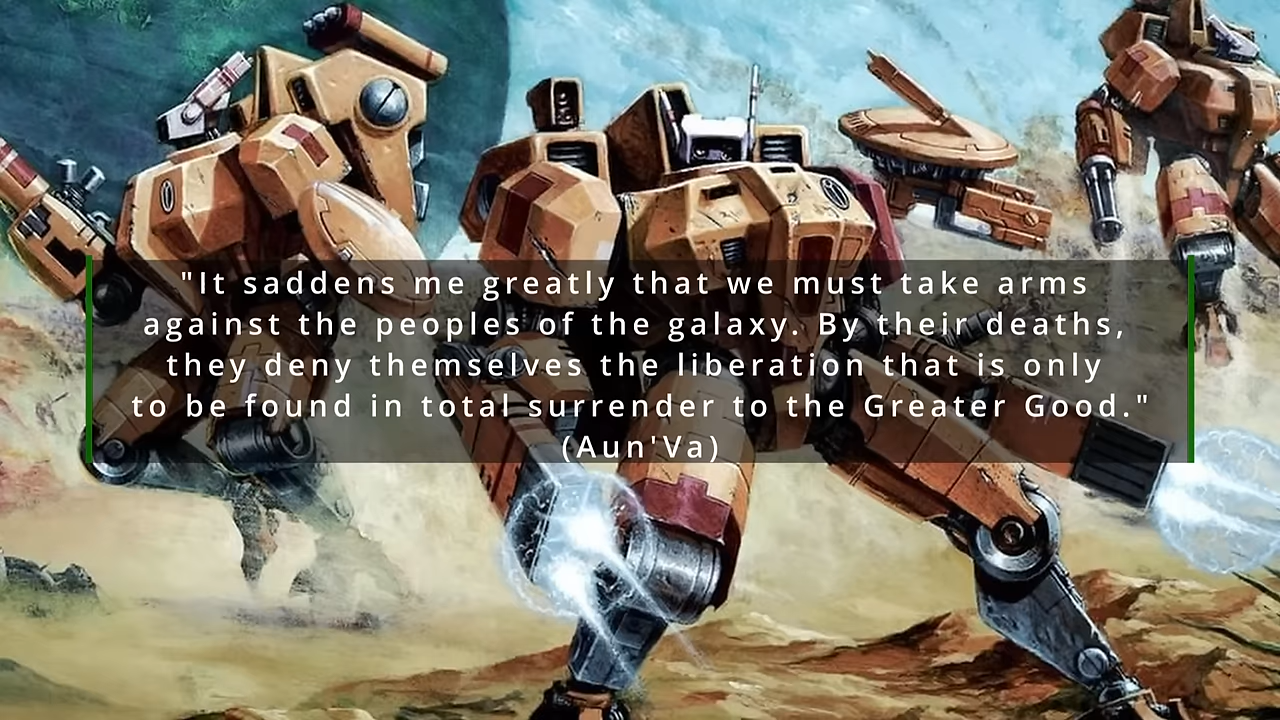 "It saddens me greatly that we must take arms
against the peoples of the galaxy. By their deaths,
they deny themselves the liberation that is only
to be found in total surrender to the Greater Good."
(Aun'Va)